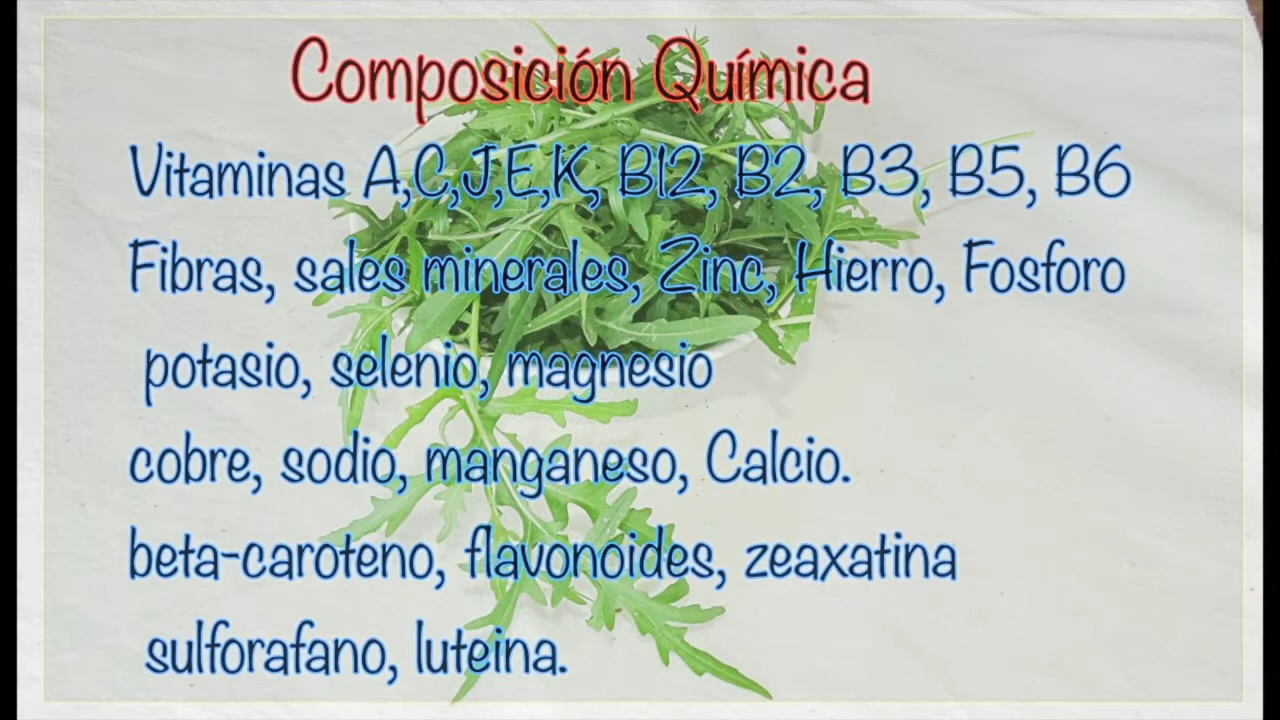 Composición Química
Vitaminas A,C,J,E,K, B12, B2, B3, B5, B6
Fibras, sales minerales, Zinc, Hierro, Fosforo
potasio, selenio, magnesio
cobre, sodio, manganeso, Calcio.
beta-caroteno, flavonoides, zeaxatina
sulforafano, luteina.